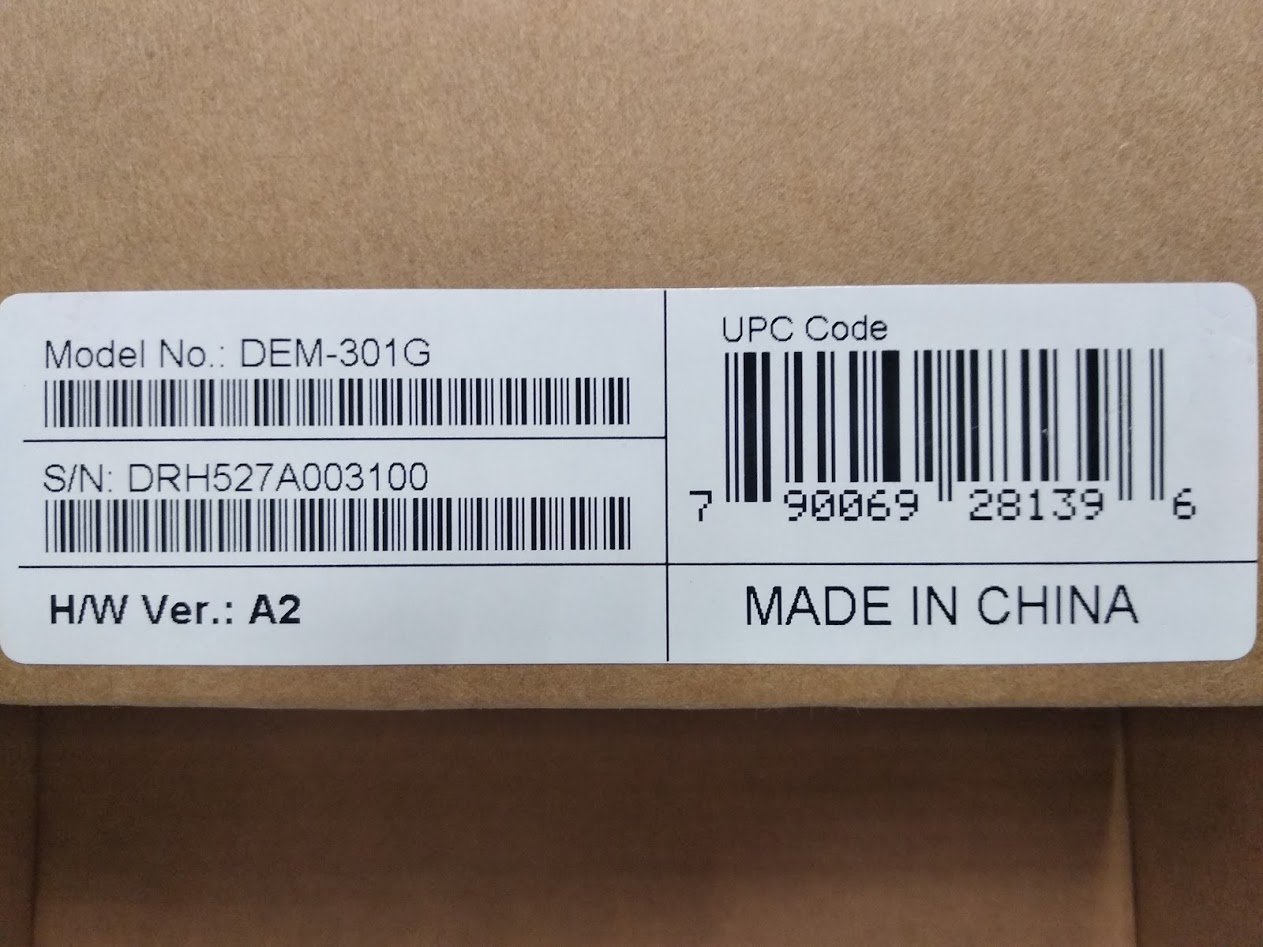 Model No.: DEM-301G
S/N: DRH527A003100
H/W Ver.: A2
UPC Code
7 90069 28139 6
MADE IN CHINA